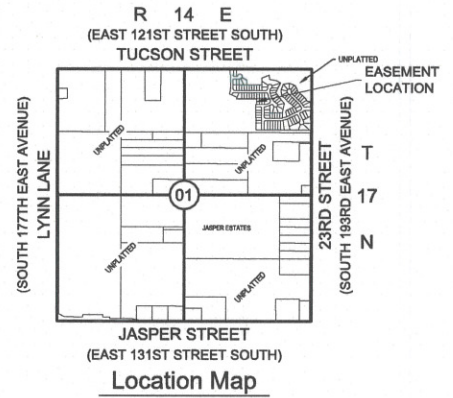 R 14 E
(EAST 121ST STREET SOUTH)
TUCSON STREET
UNPLATTED
EASEMENT
LOCATION
(SOUTH 177TH EAST AVENUE)
LYNN LANE
UNPLATTED
UNPLATTED
01
JASPER ESTATES
UNPLATTED
UNPLATTED
23RD STREET
(SOUTH 193RD EAST AVENUE)
T
17
N
JASPER STREET
(EAST 131ST STREET SOUTH)
Location Map